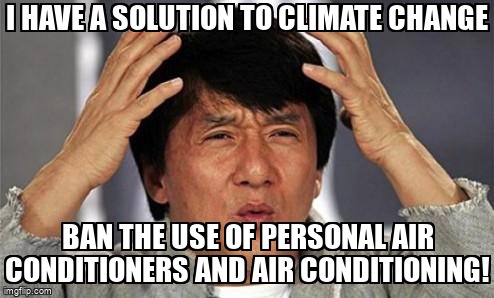 I HAVE A SOLUTION TO CLIMATE CHANGE
BAN THE USE OF PERSONAL AIR
CONDITIONERS AND AIR CONDITIONING!
imgflip.com